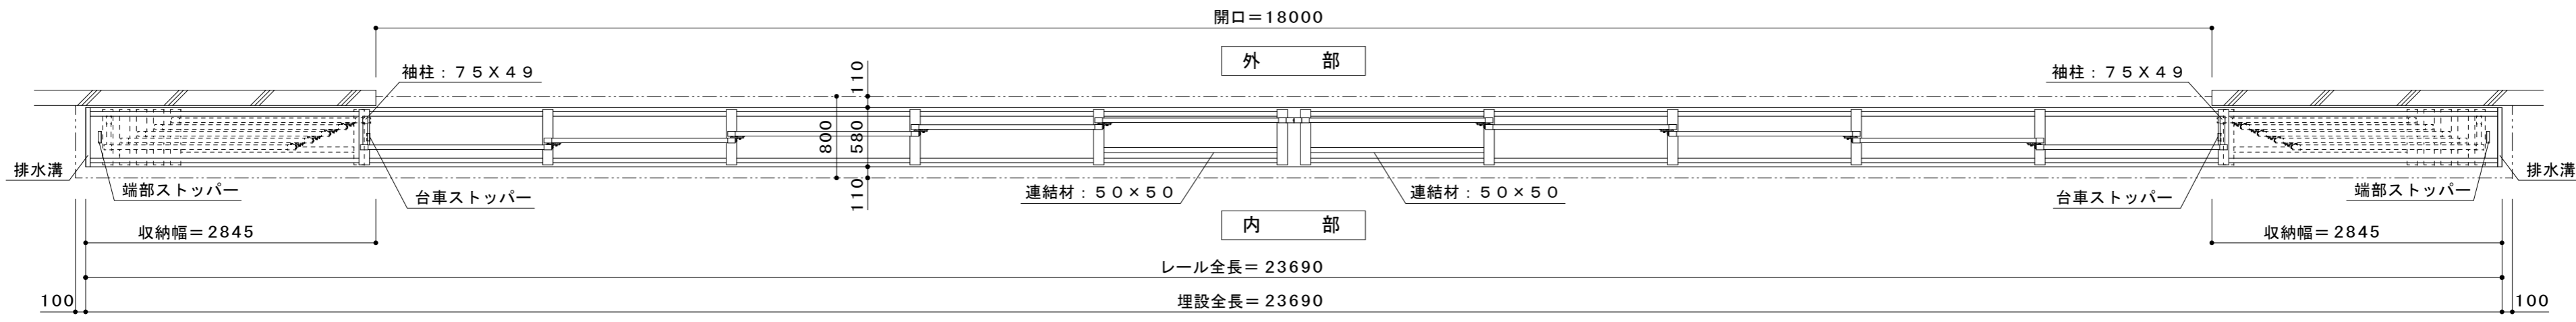 開口=18000
外 部
袖柱：７５Ｘ４９
袖柱：７５Ｘ４９
110
800
580
110
排水溝
端部ストッパー
台車ストッパー
連結材：５０×５０
連結材：５０×５０
台車ストッパー
端部ストッパー
排水溝
内 部
収納幅=2845
収納幅=2845
レール全長=23690
100
埋設全長=23690
100